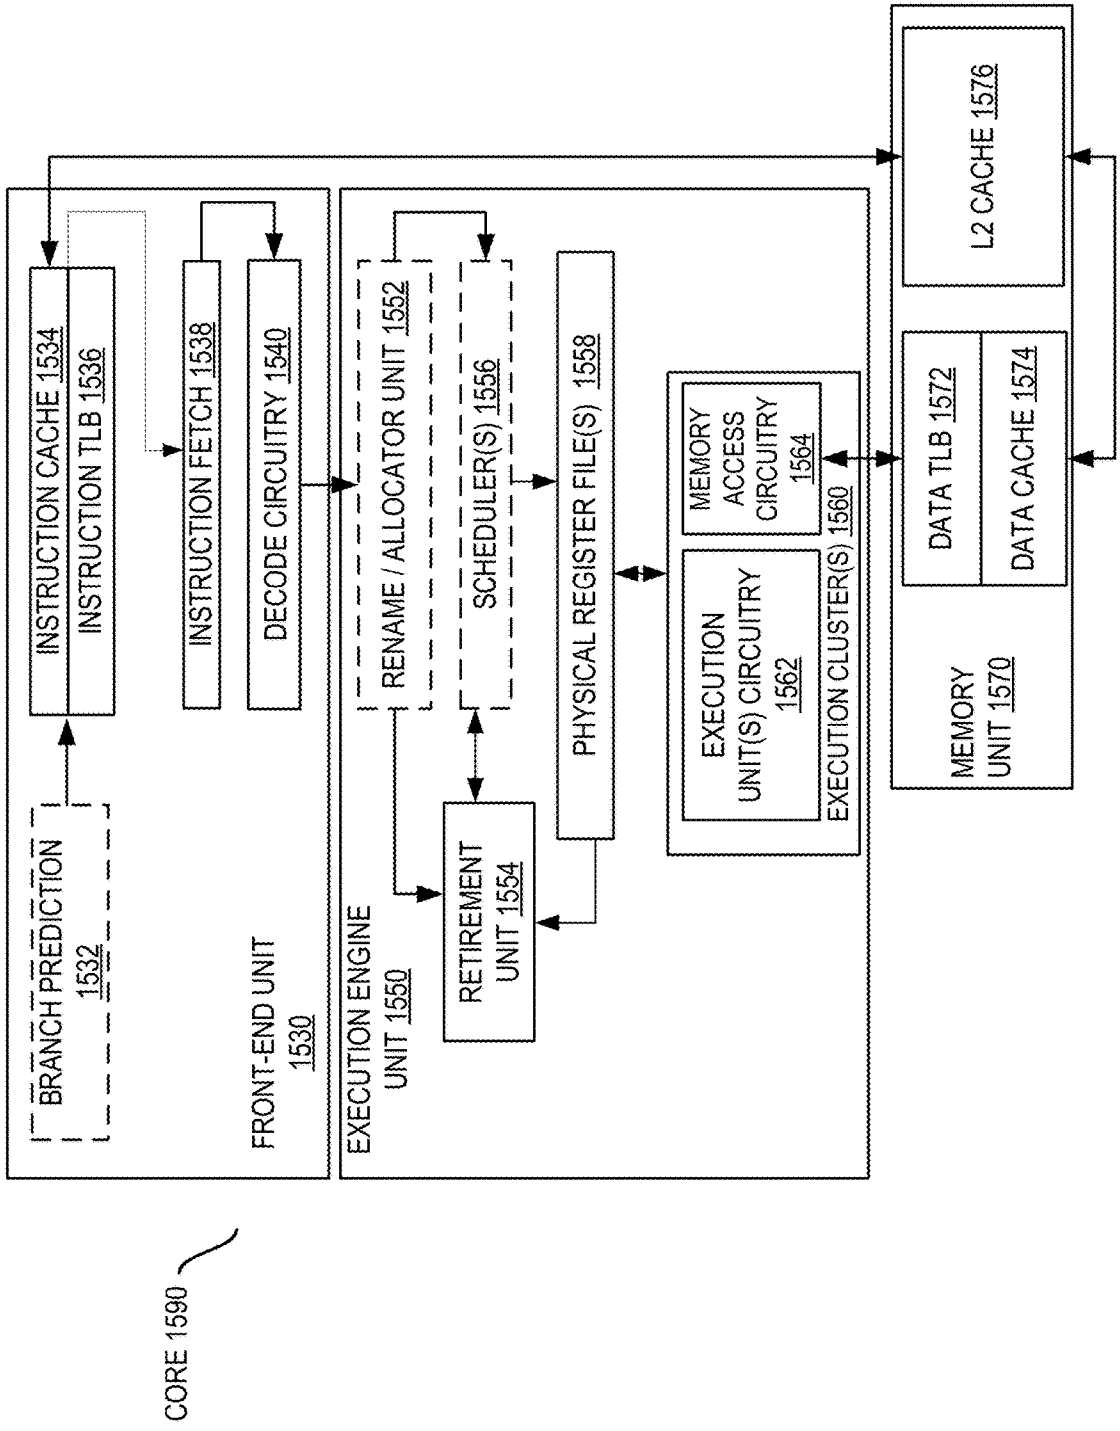 CORE 1590
BRANCH PREDICTION
1532
INSTRUCTION CACHE 1534
INSTRUCTION TLB 1536
INSTRUCTION FETCH 1538
DECODE CIRCUITRY 1540
FRONT-END UNIT
1530
EXECUTION ENGINE
UNIT 1550
RENAME / ALLOCATOR UNIT 1552
SCHEDULER(S) 1556
RETIREMENT
UNIT 1554
PHYSICAL REGISTER FILE(S) 1558
EXECUTION
UNIT(S) CIRCUITRY
1562
MEMORY
ACCESS
CIRCUITRY
1564
EXECUTION CLUSTER(S) 1560
MEMORY
UNIT 1570
DATA TLB 1572
DATA CACHE 1574
L2 CACHE 1576